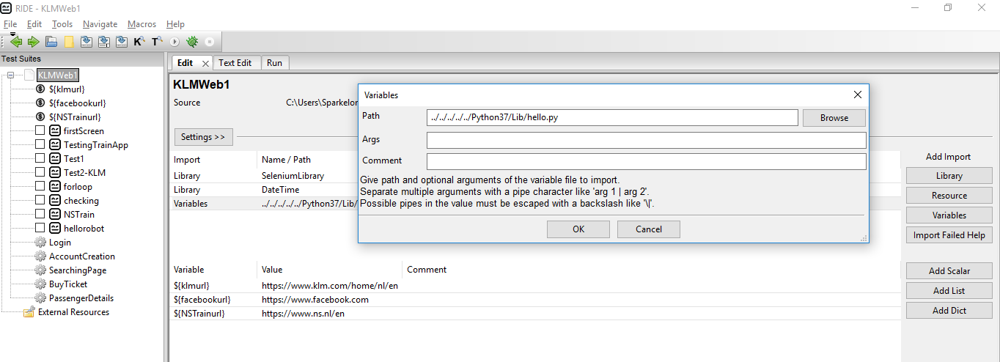 RIDE - KLMWeb1
File Edit Tools Navigate Macros Help
K T
Test Suites
KLMWeb1
${klmurl}
${facebookurl}
${NSTrainurl}
firstScreen
TestingTrainApp
Test1
Test2-KLM
forloop
checking
NSTrain
hellorobot
Login
AccountCreation
SearchingPage
BuyTicket
PassengerDetails
External Resources
Edit Text Edit Run
KLMWeb1
Source C:\Users\Sparkelor
Settings >>
Import Name / Path
Library SeleniumLibrary
Library DateTime
Variables ../../../../../Python37/Lib/
Variables
Path ../../../../../Python37/Lib/hello.py Browse
Args
Comment
Give path and optional arguments of the variable file to import.
Separate multiple arguments with a pipe character like 'arg 1 | arg 2'.
Possible pipes in the value must be escaped with a backslash like '\|'.
OK Cancel
Add Import
Library
Resource
Variables
Import Failed Help
Variable Value Comment
${klmurl} https://www.klm.com/home/nl/en
${facebookurl} https://www.facebook.com
${NSTrainurl} https://www.ns.nl/en
Add Scalar
Add List
Add Dict